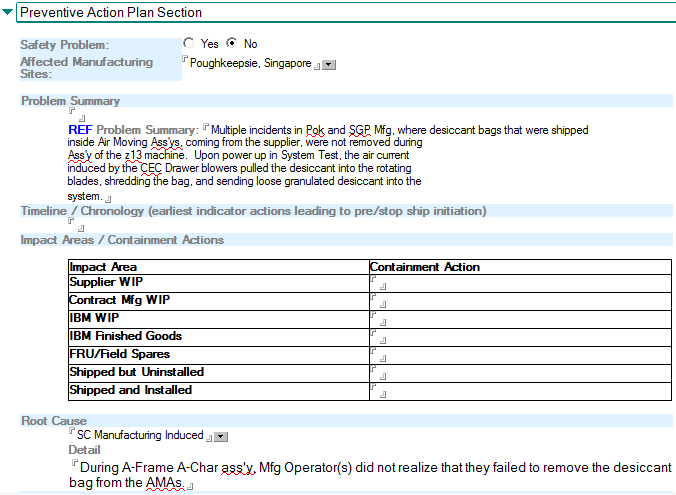 Preventive Action Plan Section
Safety Problem: Yes No
Affected Manufacturing Poughkeepsie, Singapore
Sites:
Problem Summary
REF Problem Summary: Multiple incidents in Pok and SGP Mfg, where desiccant bags that were shipped
inside Air Moving Ass'ys, coming from the supplier, were not removed during
Ass'y of the z13 machine. Upon power up in System Test, the air current
induced by the CEC Drawer blowers pulled the desiccant into the rotating
blades, shredding the bag, and sending loose granulated desiccant into the
system.
Timeline / Chronology (earliest indicator actions leading to pre/stop ship initiation)
Impact Areas / Containment Actions
Impact Area Containment Action
Supplier WIP
Contract Mfg WIP
IBM WIP
IBM Finished Goods
FRU/Field Spares
Shipped but Uninstalled
Shipped and Installed
Root Cause
SC Manufacturing Induced
Detail
During A-Frame A-Char ass'y, Mfg Operator(s) did not realize that they failed to remove the desiccant
bag from the AMAs.